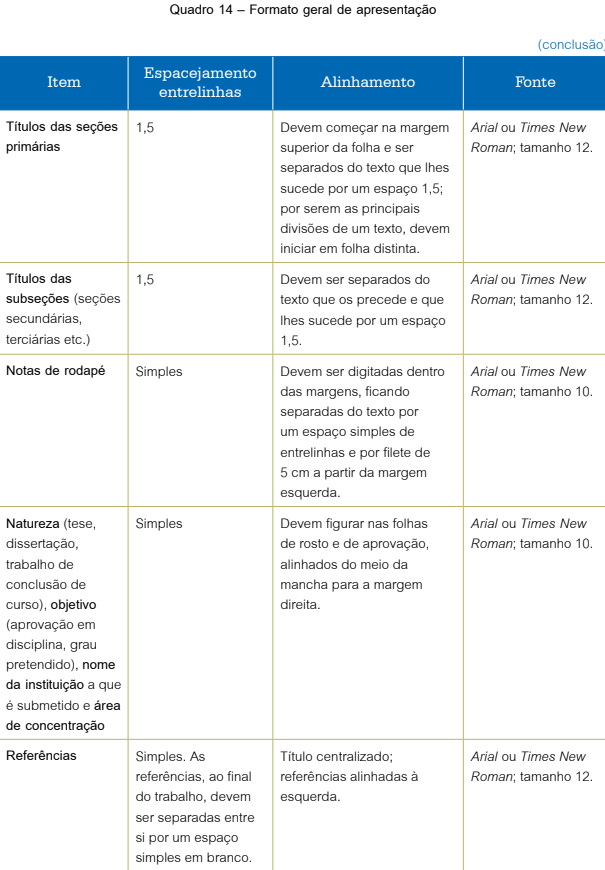 Quadro 14 – Formato geral de apresentação
(conclusão)
Item
Espacejamento
entrelinhas
Alinhamento
Fonte
Títulos das seções
primárias
1,5
Devem começar na margem
superior da folha e ser
separados do texto que lhes
sucede por um espaço 1,5;
por serem as principais
divisões de um texto, devem
iniciar em folha distinta.
Arial ou Times New
Roman; tamanho 12.
Títulos das
subseções (seções
secundárias,
terciárias etc.)
1,5
Devem ser separados do
texto que os precede e que
lhes sucede por um espaço
1,5.
Arial ou Times New
Roman; tamanho 12.
Notas de rodapé
Simples
Devem ser digitadas dentro
das margens, ficando
separadas do texto por
um espaço simples de
entrelinhas e por filete de
5 cm a partir da margem
esquerda.
Arial ou Times New
Roman; tamanho 10.
Natureza (tese,
dissertação,
trabalho de
conclusão de
curso), objetivo
(aprovação em
disciplina, grau
pretendido), nome
da instituição a que
é submetido e área
de concentração
Simples
Devem figurar nas folhas
de rosto e de aprovação,
alinhados do meio da
mancha para a margem
direita.
Arial ou Times New
Roman; tamanho 10.
Referências
Simples. As
referências, ao final
do trabalho, devem
ser separadas entre
si por um espaço
simples em branco.
Título centralizado;
referências alinhadas à
esquerda.
Arial ou Times New
Roman; tamanho 12.